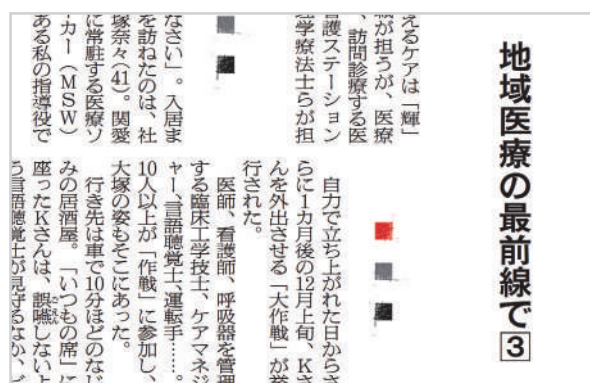 地域医療の最前線で3
えるケアは「輝」
が担うが、医療
、訪問診療する医
護ステーション
学療法士らが担
なさい」。入居ま
を訪ねたのは、社
塚奈々(41)。関愛
に常駐する医療ソ
ーカー(MSW)
ある私の指導役で
自力で立ち上がれた日からさ
らに1カ月後の12月上旬、Kさ
んを外出させる「大作戦」が挙
行された。
医師、看護師、呼吸器を管理
する臨床工学技士、ケアマネジ
ャー、言語聴覚士、運転手……。
10人以上が「作戦」に参加し、
大塚の姿もそこにあった。
行き先は車で10分ほどのなじ
みの居酒屋。「いつもの席」に
座ったKさんは、誤嚥しないよ
う言語聴覚士が見守るなか、ビ